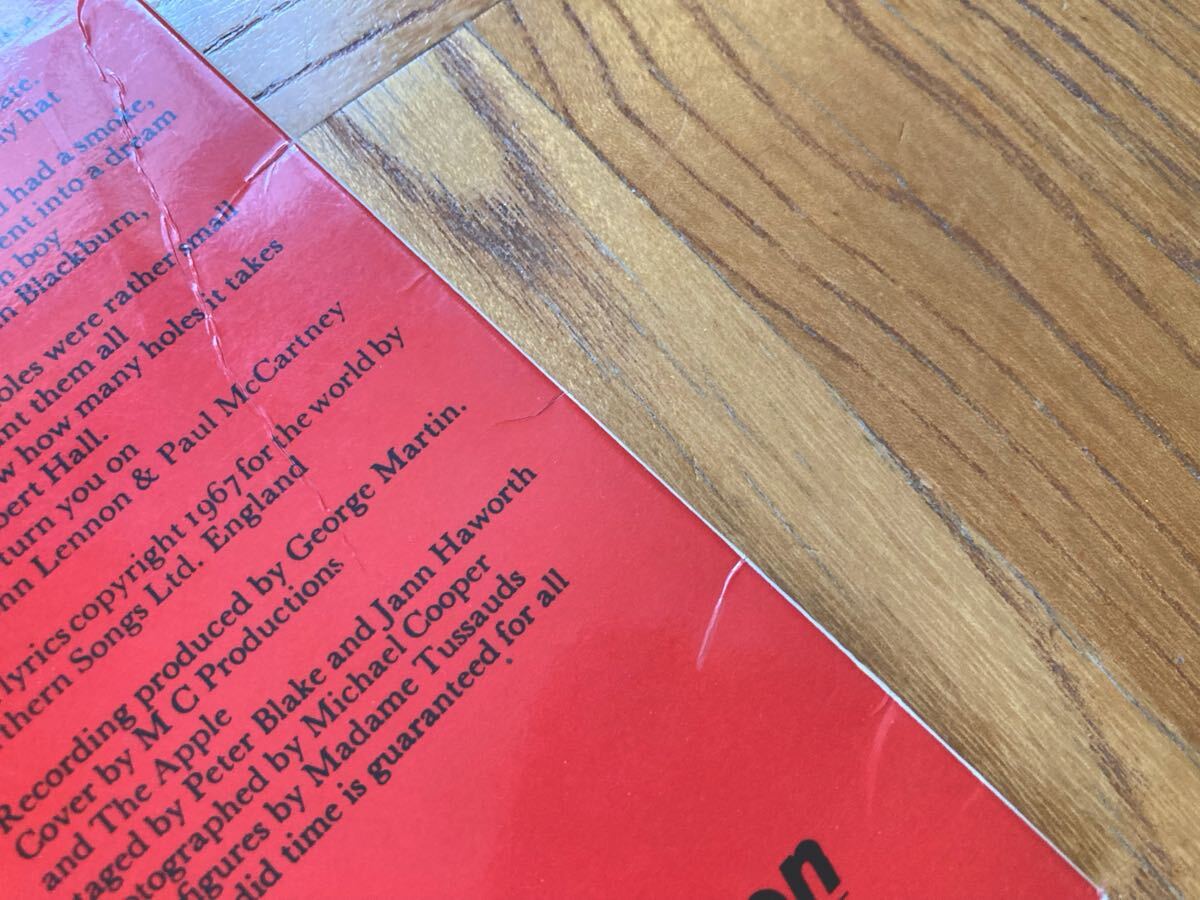 ate.
y hat
had a smoke,
ent into a dream
n boy
n Blackburn,
oles were rather small
unt them all
w how many holes it takes
bert Hall.
turn you on
nn Lennon & Paul McCartney
lyrics copyright 1967 for the world by
thern Songs Ltd. England
Recording produced by George Martin.
Cover by M C Productions
and The Apple
taged by Peter Blake and Jann Haworth
otographed by Michael Cooper
figures by Madame Tussauds
did time is guaranteed for all
on